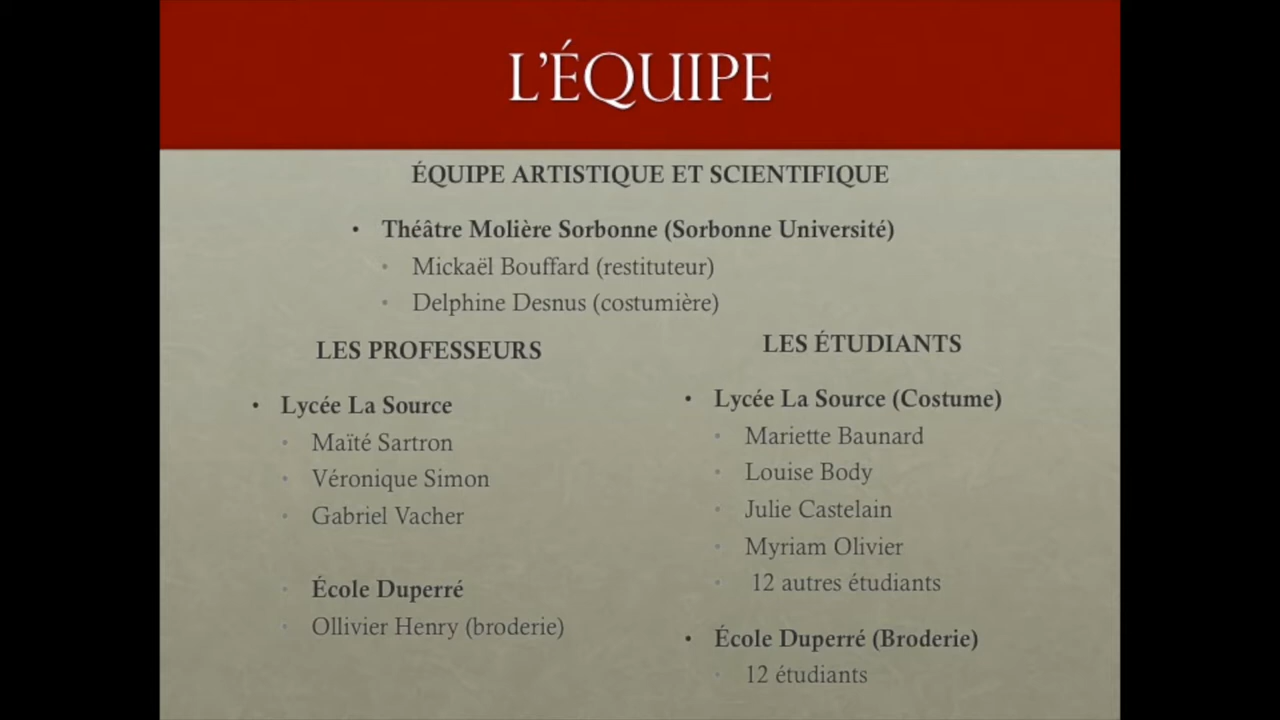 L'ÉQUIPE
ÉQUIPE ARTISTIQUE ET SCIENTIFIQUE
• Théâtre Molière Sorbonne (Sorbonne Université)
• Mickaël Bouffard (restituteur)
• Delphine Desnus (costumière)
LES PROFESSEURS
• Lycée La Source
• Maïté Sartron
• Véronique Simon
• Gabriel Vacher
• École Duperré
• Ollivier Henry (broderie)
LES ÉTUDIANTS
• Lycée La Source (Costume)
• Mariette Baunard
• Louise Body
• Julie Castelain
• Myriam Olivier
• 12 autres étudiants
• École Duperré (Broderie)
• 12 étudiants